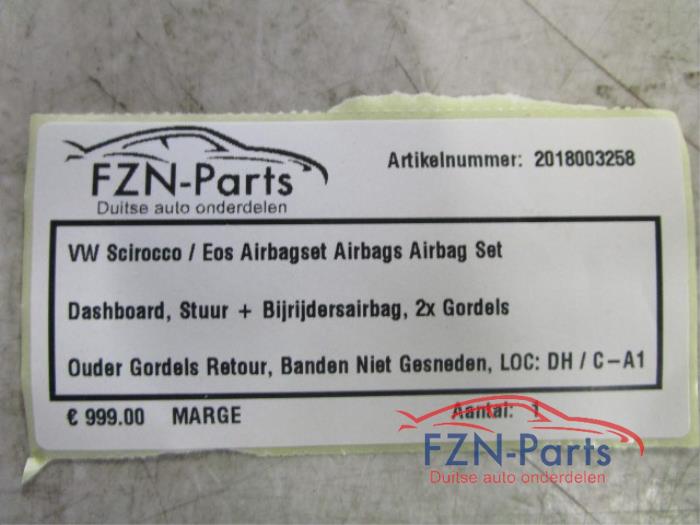 FZN-Parts
Duitse auto onderdelen
Artikelnummer: 2018003258
VW Scirocco / Eos Airbagset Airbags Airbag Set
Dashboard, Stuur + Bijrijdersairbag, 2x Gordels
Ouder Gordels Retour, Banden Niet Gesneden, LOC: DH / C-A1
€ 999.00 MARGE Aantal: 1
FZN-Parts
Duitse auto onderdelen